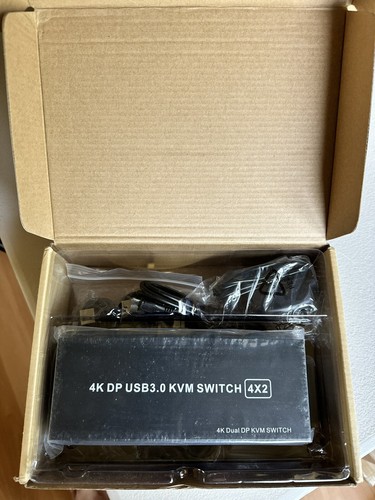 4K DP USB3.0 KVM SWITCH 4X2
4K Dual DP KVM SWITCH